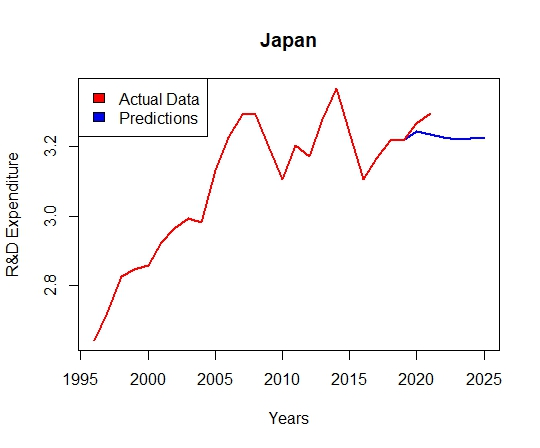 Japan
Actual Data
Predictions
R&D Expenditure
3.2
3.0
2.8
1995 2000 2005 2010 2015 2020 2025
Years